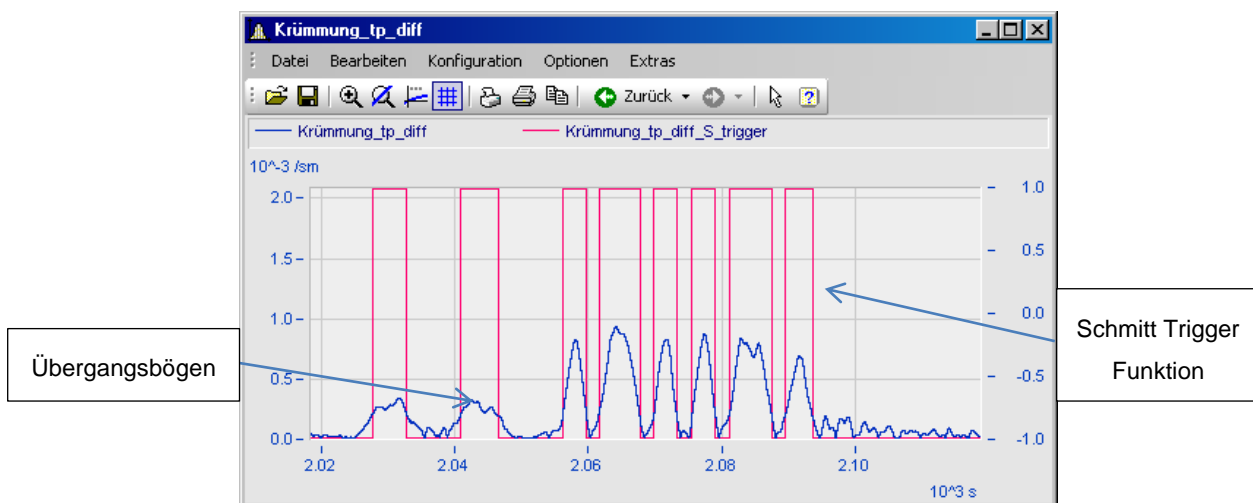 Krümmung_tp_diff
Datei Bearbeiten Konfiguration Optionen Extras
Zurück
Krümmung_tp_diff Krümmung_tp_diff_S_trigger
10^-3 /sm
2.0 1.0
1.5 0.5
1.0 0.0
0.5 -0.5
0.0 -1.0
2.02 2.04 2.06 2.08 2.10
10^3 s
Übergangsbögen
Schmitt Trigger
Funktion